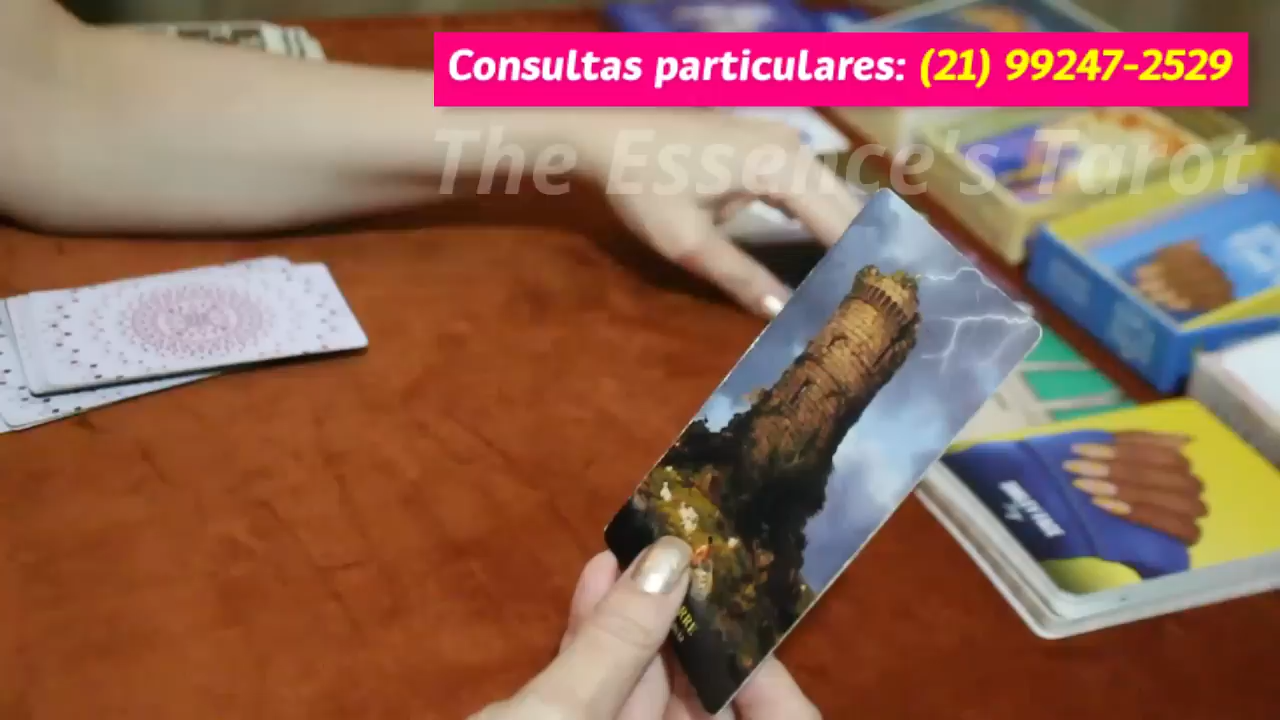 Consultas particulares: (21) 99247-2529
The Essence's Tarot